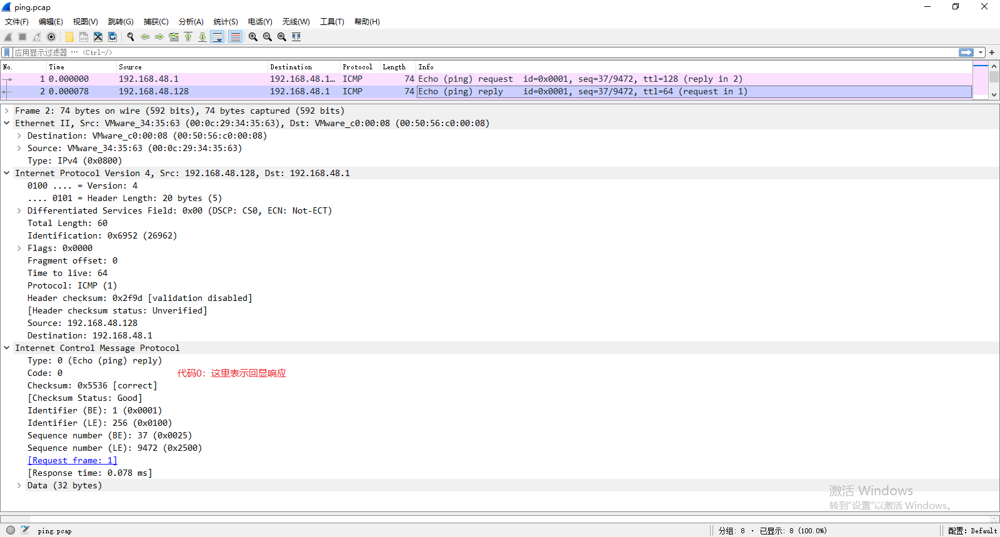 ping.pcap
文件(F) 编辑(E) 视图(V) 跳转(G) 捕获(C) 分析(A) 统计(S) 电话(Y) 无线(W) 工具(T) 帮助(H)
应用显示过滤器 … <Ctrl-/>
No. Time Source Destination Protocol Length Info
1 0.000000 192.168.48.1 192.168.48.1… ICMP 74 Echo (ping) request id=0x0001, seq=37/9472, ttl=128 (reply in 2)
2 0.000078 192.168.48.128 192.168.48.1 ICMP 74 Echo (ping) reply id=0x0001, seq=37/9472, ttl=64 (request in 1)
Frame 2: 74 bytes on wire (592 bits), 74 bytes captured (592 bits)
Ethernet II, Src: VMware_34:35:63 (00:0c:29:34:35:63), Dst: VMware_c0:00:08 (00:50:56:c0:00:08)
Destination: VMware_c0:00:08 (00:50:56:c0:00:08)
Source: VMware_34:35:63 (00:0c:29:34:35:63)
Type: IPv4 (0x0800)
Internet Protocol Version 4, Src: 192.168.48.128, Dst: 192.168.48.1
0100 .... = Version: 4
.... 0101 = Header Length: 20 bytes (5)
Differentiated Services Field: 0x00 (DSCP: CS0, ECN: Not-ECT)
Total Length: 60
Identification: 0x6952 (26962)
Flags: 0x0000
Fragment offset: 0
Time to live: 64
Protocol: ICMP (1)
Header checksum: 0x2f9d [validation disabled]
[Header checksum status: Unverified]
Source: 192.168.48.128
Destination: 192.168.48.1
Internet Control Message Protocol
Type: 0 (Echo (ping) reply)
Code: 0 代码0：这里表示回显响应
Checksum: 0x5536 [correct]
[Checksum Status: Good]
Identifier (BE): 1 (0x0001)
Identifier (LE): 256 (0x0100)
Sequence number (BE): 37 (0x0025)
Sequence number (LE): 9472 (0x2500)
[Request frame: 1]
[Response time: 0.078 ms]
Data (32 bytes)
激活 Windows
转到"设置"以激活 Windows。
ping.pcap 分组: 8 · 已显示: 8 (100.0%) 配置: Default